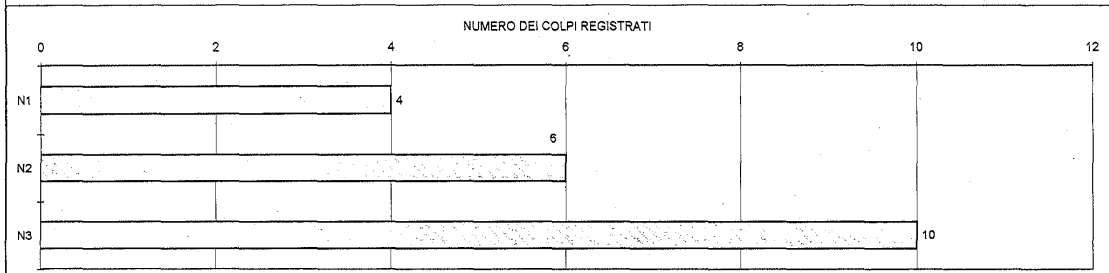 NUMERO DEI COLPI REGISTRATI
0 2 4 6 8 10 12
N1 4
6
N2
N3 10